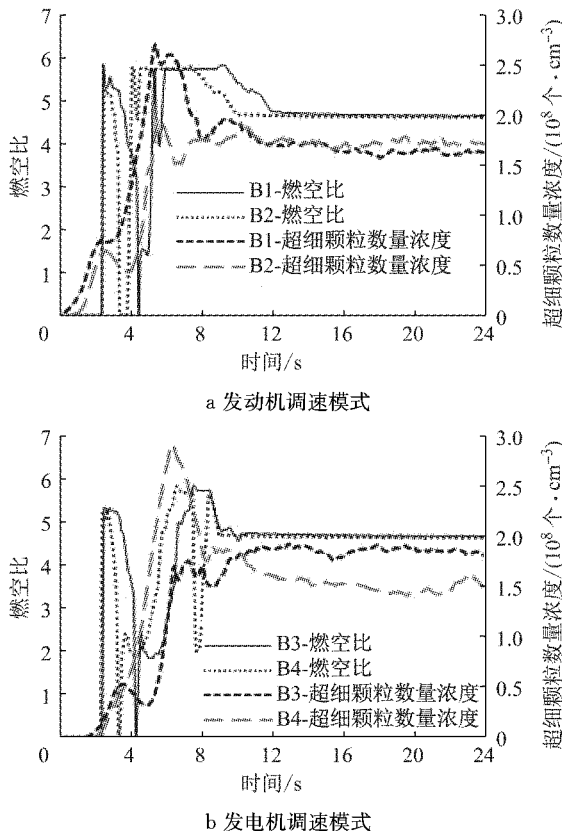 7
6
5
4
3
2
1
燃空比
3.0
2.5
2.0
1.5
1.0
0.5
0
超细颗粒数量浓度/(10⁸ 个·cm⁻³)
B1-燃空比
B2-燃空比
B1-超细颗粒数量浓度
B2-超细颗粒数量浓度
0 4 8 12 16 20 24
时间/s
a 发动机调速模式
7
6
5
4
3
2
1
燃空比
3.0
2.5
2.0
1.5
1.0
0.5
0
超细颗粒数量浓度/(10⁸ 个·cm⁻³)
B3-燃空比
B4-燃空比
B3-超细颗粒数量浓度
B4-超细颗粒数量浓度
0 4 8 12 16 20 24
时间/s
b 发电机调速模式